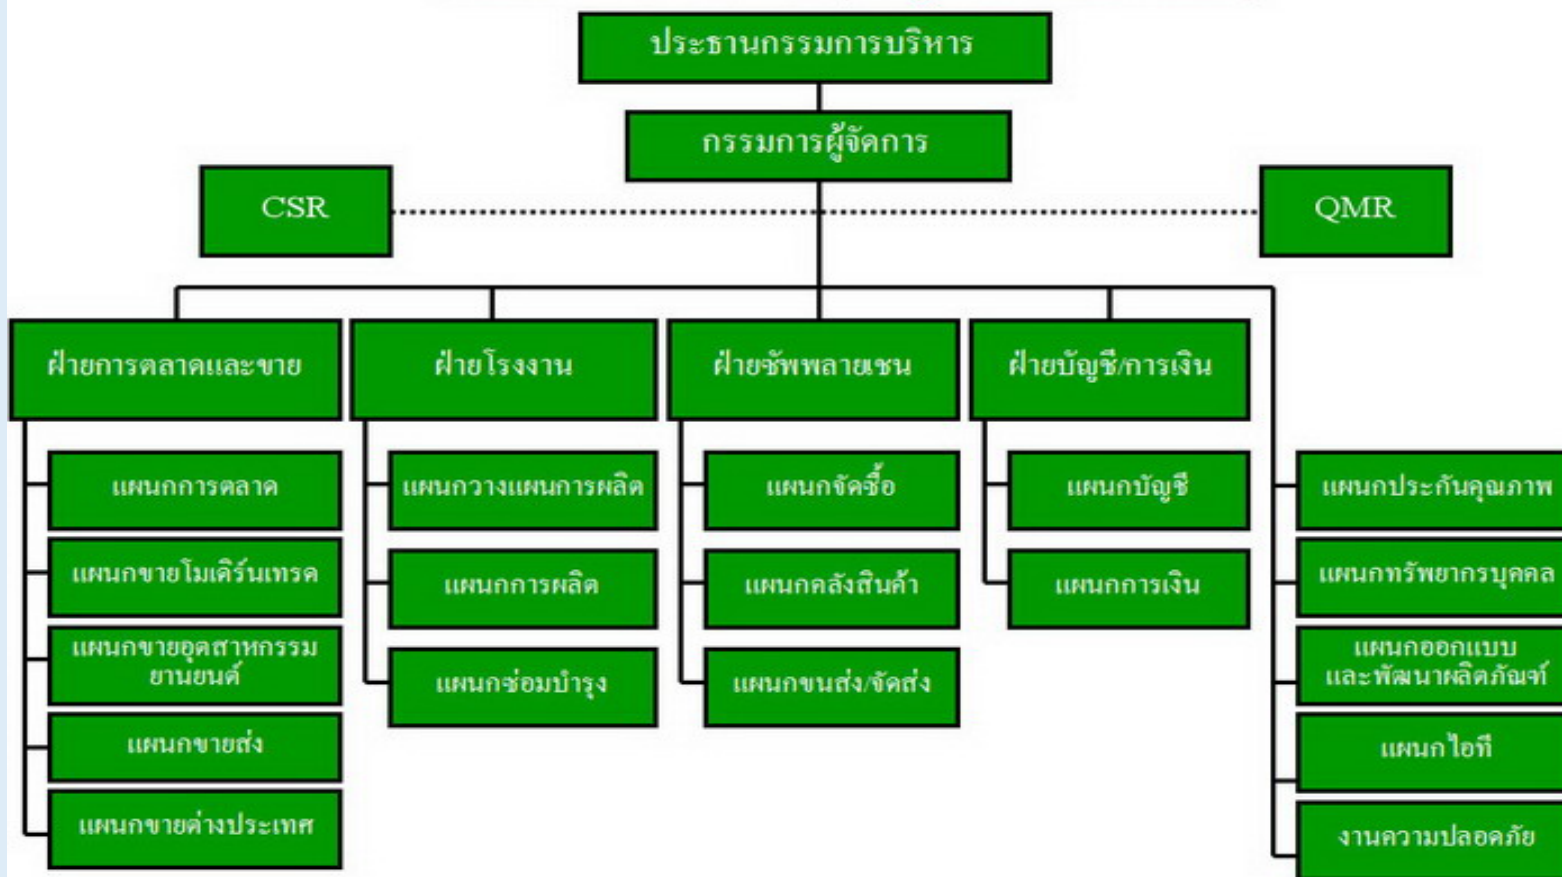 ประธานกรรมการบริหาร
กรรมการผู้จัดการ
CSR
QMR
ฝ่ายการตลาดและขาย
ฝ่ายโรงงาน
ฝ่ายซัพพลายเชน
ฝ่ายบัญชี/การเงิน
แผนกการตลาด
แผนกขายโมเดิร์นเทรด
แผนกขายอุตสาหกรรม
ยานยนต์
แผนกขายส่ง
แผนกขายต่างประเทศ
แผนกวางแผนการผลิต
แผนกการผลิต
แผนกซ่อมบำรุง
แผนกจัดซื้อ
แผนกคลังสินค้า
แผนกขนส่ง/จัดส่ง
แผนกบัญชี
แผนกการเงิน
แผนกประกันคุณภาพ
แผนกทรัพยากรบุคคล
แผนกออกแบบ
และพัฒนาผลิตภัณฑ์
แผนกไอที
งานความปลอดภัย